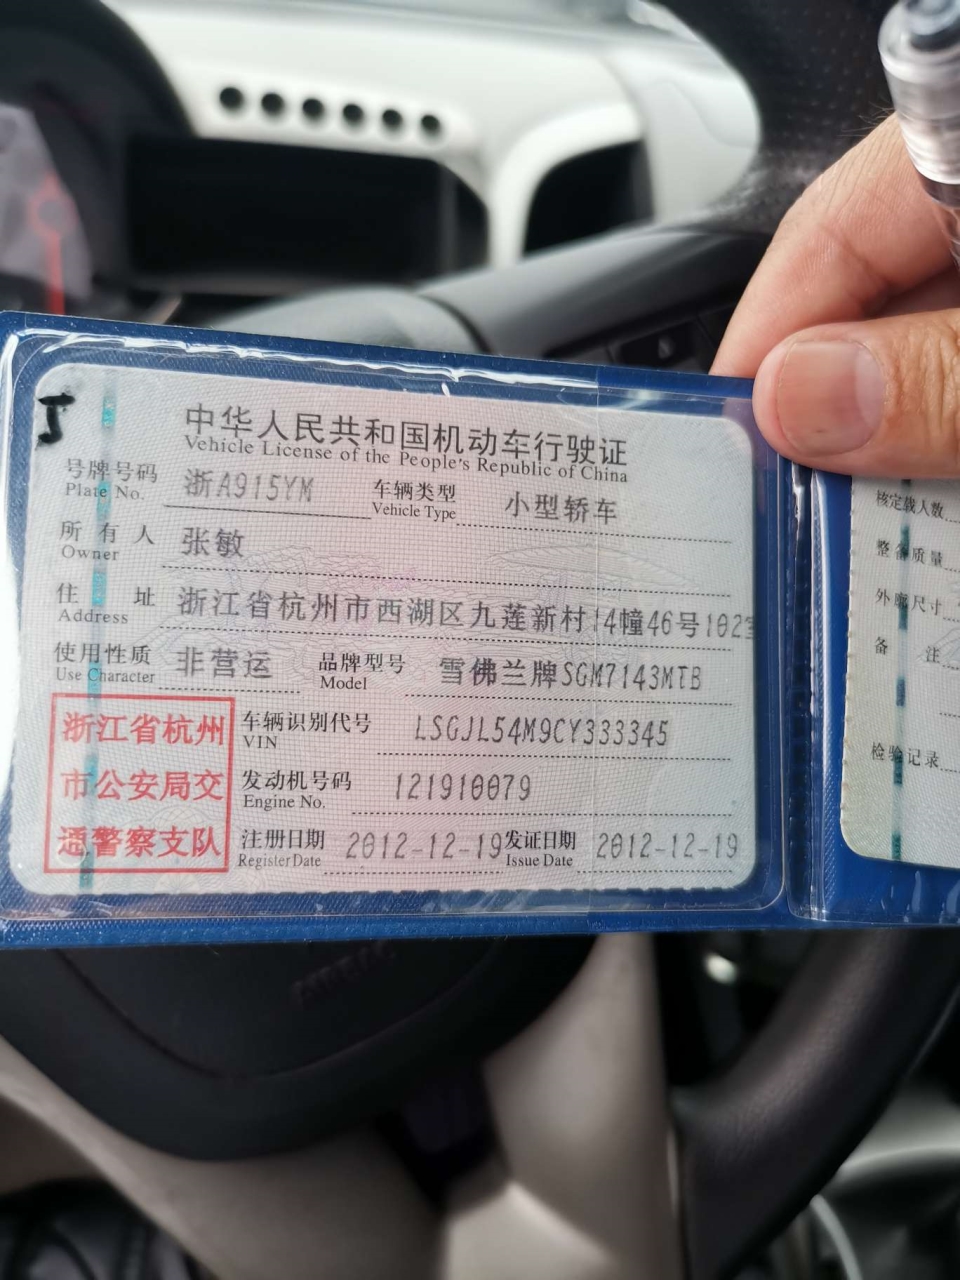 中华人民共和国机动车行驶证
Vehicle License of the People's Republic of China
号牌号码 浙A915YM 车辆类型 小型轿车
Plate No. Vehicle Type
所有人 张敏
Owner
住址 浙江省杭州市西湖区九莲新村14幢46号102室
Address
使用性质 非营运 品牌型号 雪佛兰牌SGM7143MTB
Use Character Model
浙江省杭州
市公安局交
通警察支队
车辆识别代号 LSGJL54M9CY333345
VIN
发动机号码 121910079
Engine No.
注册日期 2012-12-19 发证日期 2012-12-19
Register Date Issue Date
核定载人数
整备质量
外廓尺寸
备注
检验记录